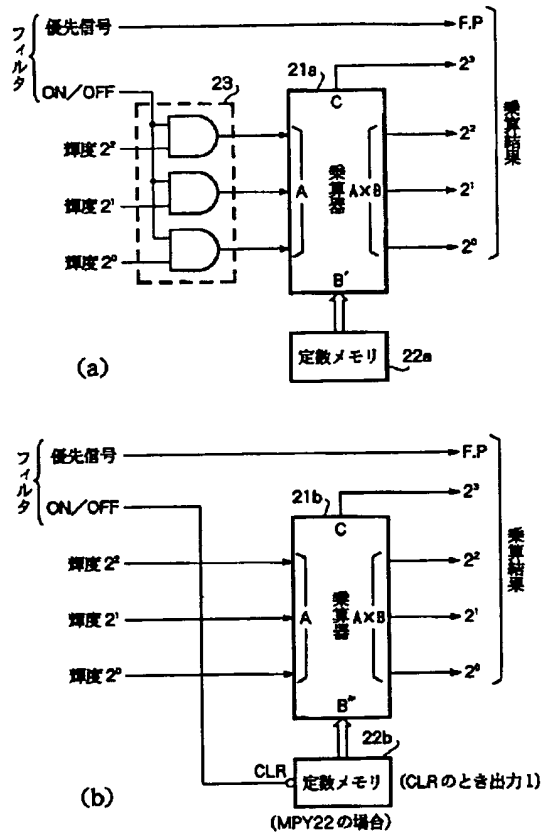 フィルタ
優先信号
F.P
ON/OFF
23
21a
2³
C
輝度 2²
2²
輝度 2¹
A
乗算器
A×B
2¹
輝度 2⁰
2⁰
乗算結果
B′
定数メモリ
22a
(a)
フィルタ
優先信号
F.P
ON/OFF
21b
2³
C
輝度 2²
2²
輝度 2¹
A
乗算器
A×B
2¹
輝度 2⁰
2⁰
乗算結果
B″
22b
CLR
定数メモリ
(CLRのとき出力1)
(b)
(MPY22の場合)